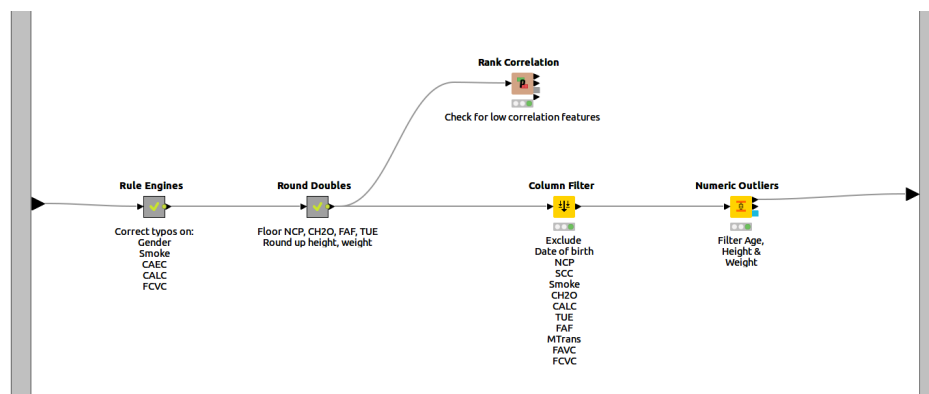 Rank Correlation
Check for low correlation features
Rule Engines
Correct typos on:
Gender
Smoke
CAEC
CALC
FCVC
Round Doubles
Floor NCP, CH2O, FAF, TUE
Round up height, weight
Column Filter
Exclude
Date of birth
NCP
SCC
Smoke
CH2O
CALC
TUE
FAF
MTrans
FAVC
FCVC
Numeric Outliers
Filter Age,
Height &
Weight